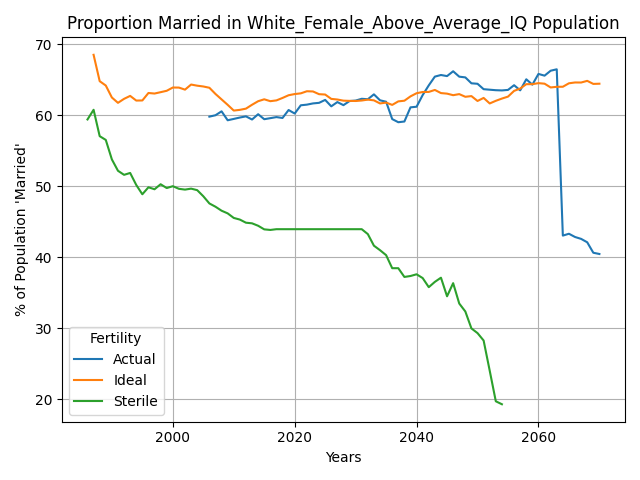 Proportion Married in White_Female_Above_Average_IQ Population
% of Population 'Married'
70
60
50
40
30
20
Fertility
Actual
Ideal
Sterile
2000
2020
2040
2060
Years